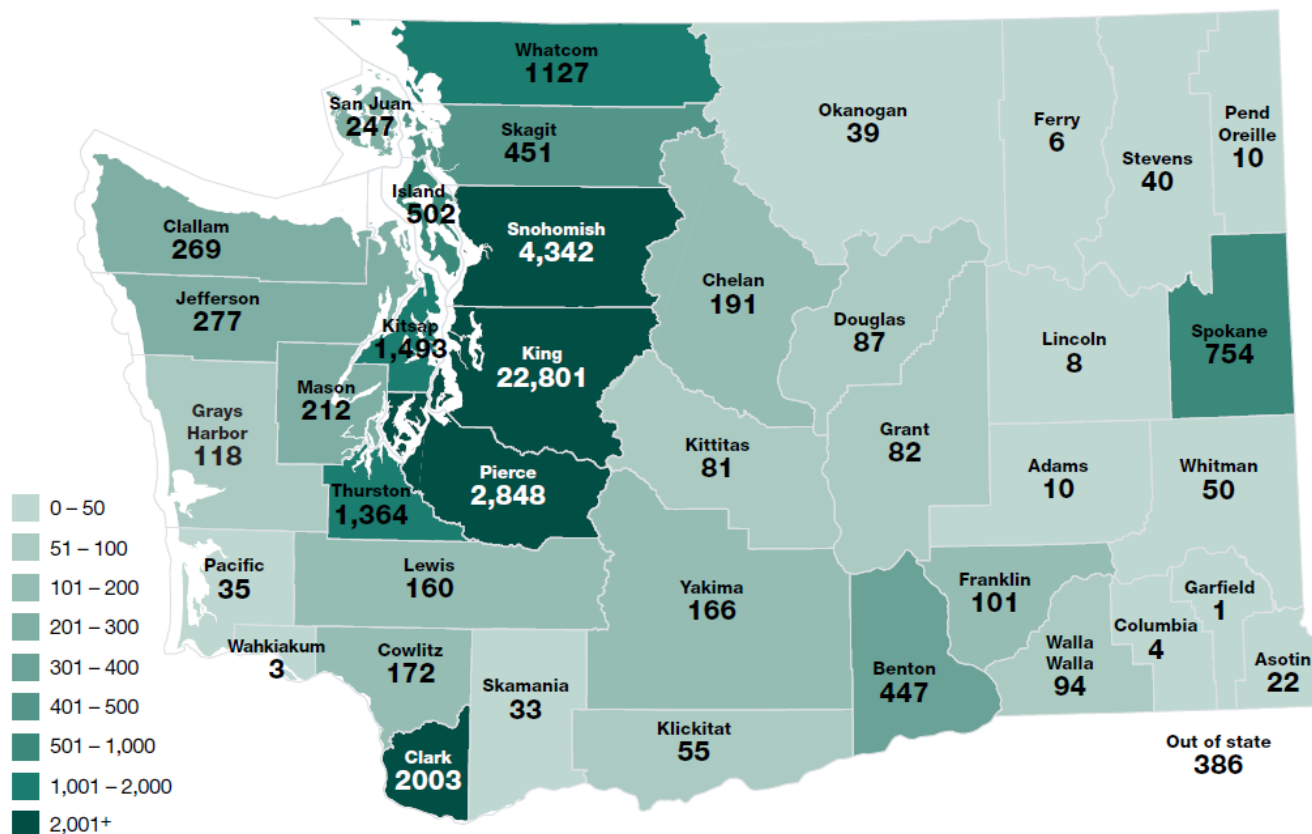 Whatcom
1127
San Juan
247
Skagit
451
Okanogan
39
Ferry
6
Stevens
40
Pend
Oreille
10
Island
502
Clallam
269
Snohomish
4,342
Chelan
191
Jefferson
277
Kitsap
1,493
King
22,801
Douglas
87
Lincoln
8
Spokane
754
Mason
212
Grays
Harbor
118
Kittitas
81
Grant
82
Adams
10
Whitman
50
Pierce
2,848
Thurston
1,364
Pacific
35
Lewis
160
Yakima
166
Franklin
101
Garfield
1
Columbia
4
Walla
Walla
94
Asotin
22
Wahkiakum
3
Cowlitz
172
Skamania
33
Benton
447
Klickitat
55
Clark
2003
Out of state
386
0 – 50
51 – 100
101 – 200
201 – 300
301 – 400
401 – 500
501 – 1,000
1,001 – 2,000
2,001+